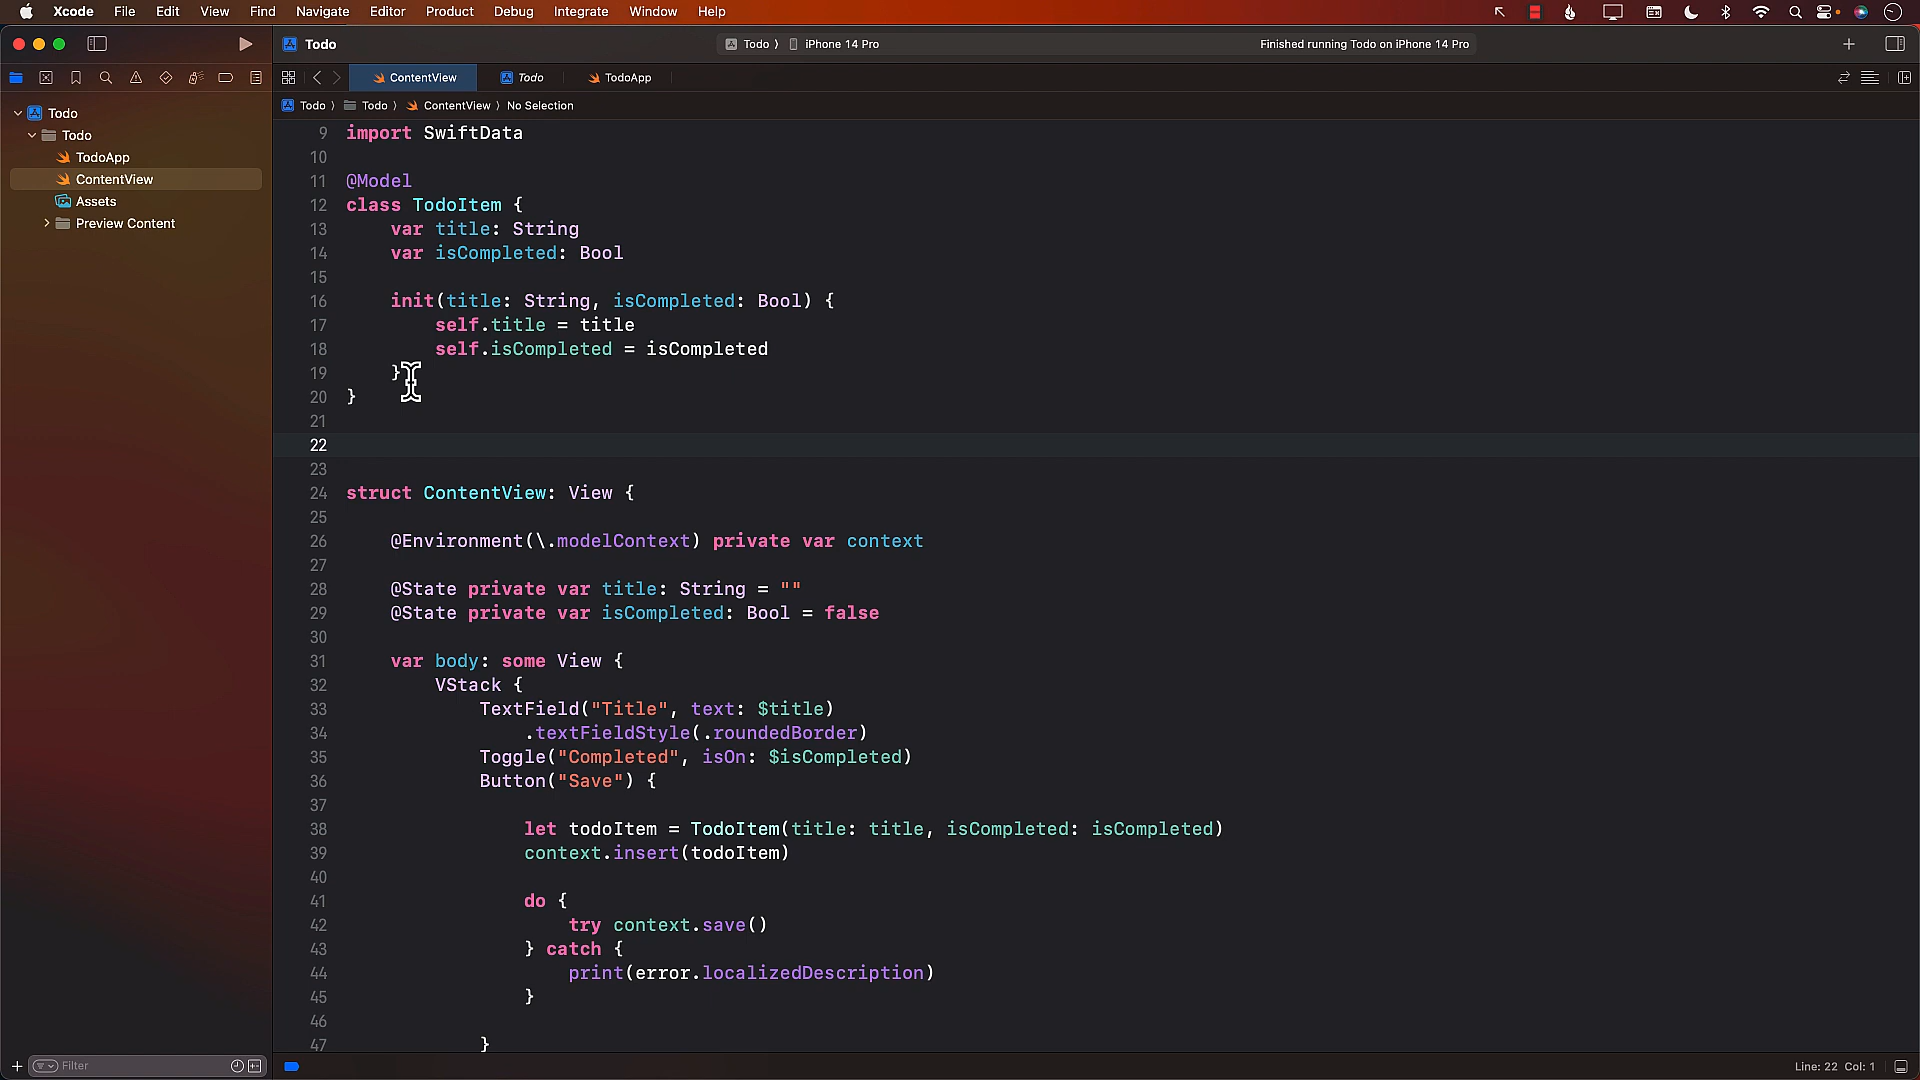 Xcode File Edit View Find Navigate Editor Product Debug Integrate Window Help
Todo
Todo ⟩ iPhone 14 Pro
Finished running Todo on iPhone 14 Pro
ContentView Todo TodoApp
Todo ⟩ Todo ⟩ ContentView ⟩ No Selection
Todo
Todo
TodoApp
ContentView
Assets
Preview Content
9 import SwiftData
10
11 @Model
12 class TodoItem {
13     var title: String
14     var isCompleted: Bool
15
16     init(title: String, isCompleted: Bool) {
17         self.title = title
18         self.isCompleted = isCompleted
19     }
20 }
21
22
23
24 struct ContentView: View {
25
26     @Environment(\.modelContext) private var context
27
28     @State private var title: String = ""
29     @State private var isCompleted: Bool = false
30
31     var body: some View {
32         VStack {
33             TextField("Title", text: $title)
34                 .textFieldStyle(.roundedBorder)
35             Toggle("Completed", isOn: $isCompleted)
36             Button("Save") {
37
38                 let todoItem = TodoItem(title: title, isCompleted: isCompleted)
39                 context.insert(todoItem)
40
41                 do {
42                     try context.save()
43                 } catch {
44                     print(error.localizedDescription)
45                 }
46
47             }
Filter
Line: 22 Col: 1